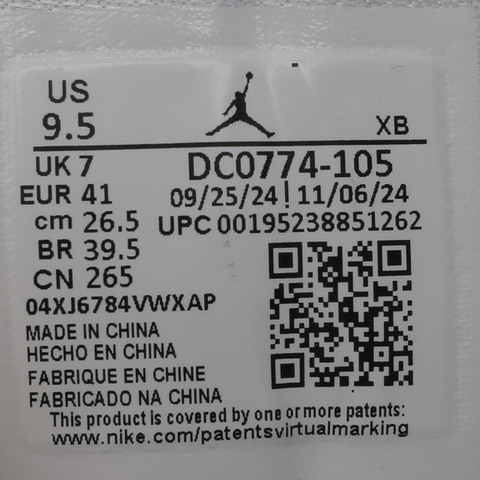 US
9.5
XB
UK 7
DC0774-105
EUR 41
09/25/24 | 11/06/24
cm 26.5
UPC 00195238851262
BR 39.5
CN 265
04XJ6784VWXAP
MADE IN CHINA
HECHO EN CHINA
FABRIQUE EN CHINE
FABRICADO NA CHINA
This product is covered by one or more patents:
www.nike.com/patentsvirtualmarking